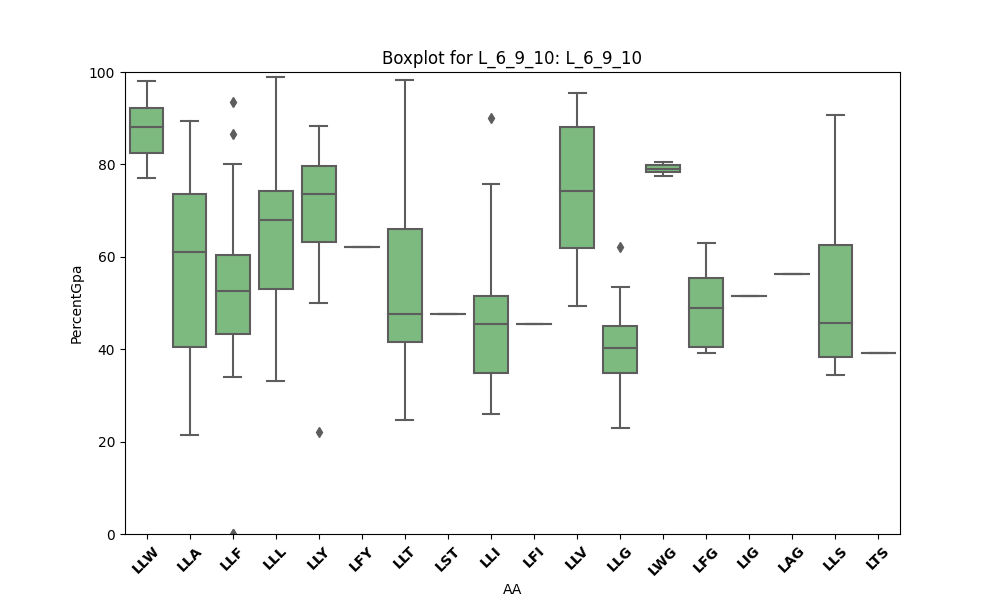 Boxplot for L_6_9_10: L_6_9_10
100
80
60
40
20
0
PercentGpa
LLW LLA LLF LLL LLY LFY LLT LST LLI LFI LLV LLG LWG LFG LIG LAG LLS LTS
AA